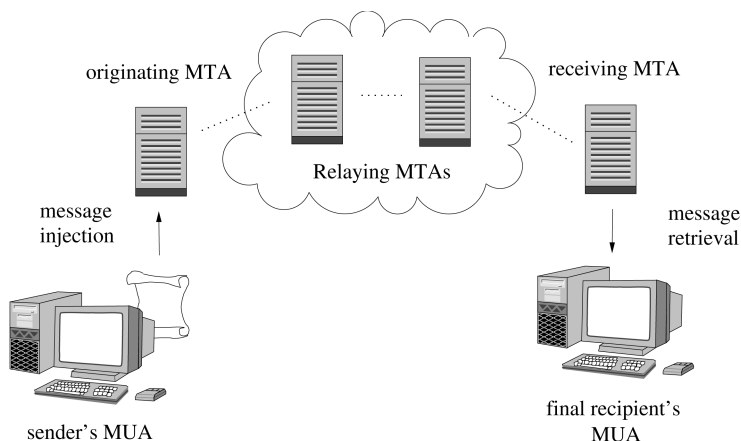 originating MTA
receiving MTA
Relaying MTAs
message
injection
message
retrieval
sender's MUA
final recipient's
MUA